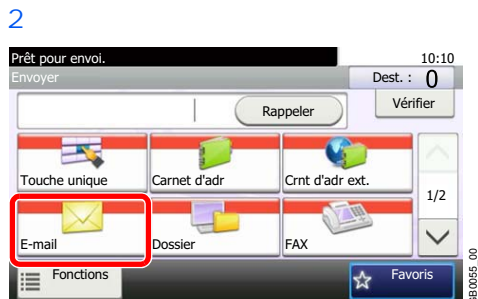 2
Prêt pour envoi. 10:10
Envoyer Dest. : 0
Rappeler Vérifier
Touche unique Carnet d'adr Crnt d'adr ext.
1/2
E-mail Dossier FAX
Fonctions Favoris